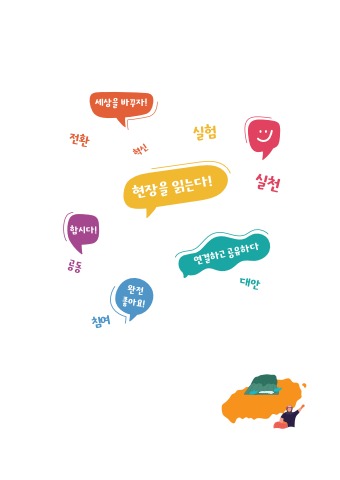 세상을 바꾸자!
전환
혁신
실험
현장을 읽는다!
실천
합시다!
공동
연결하고 공유하다
대안
완전
좋아요!
참여